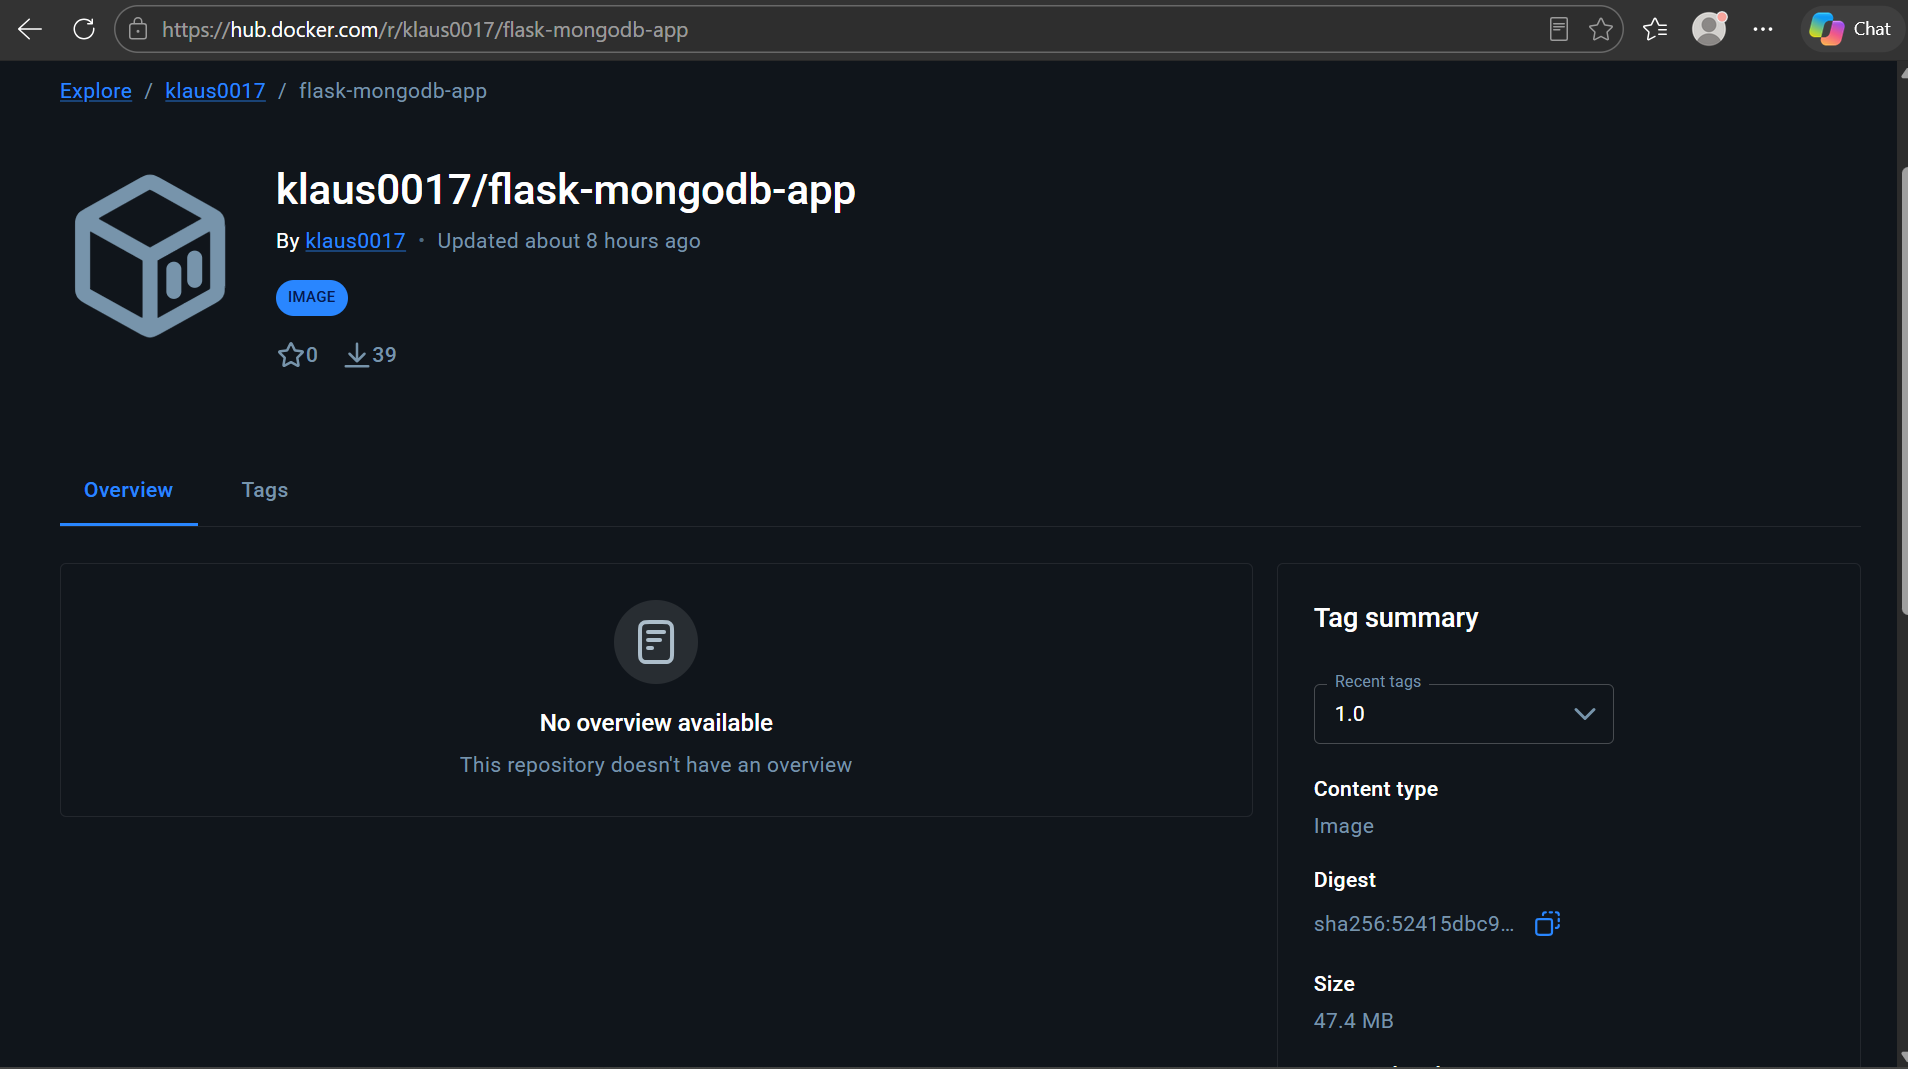 https://hub.docker.com/r/klaus0017/flask-mongodb-app
Chat
Explore / klaus0017 / flask-mongodb-app
klaus0017/flask-mongodb-app
By klaus0017 • Updated about 8 hours ago
IMAGE
0 39
Overview Tags
No overview available
This repository doesn't have an overview
Tag summary
Recent tags
1.0
Content type
Image
Digest
sha256:52415dbc9...
Size
47.4 MB